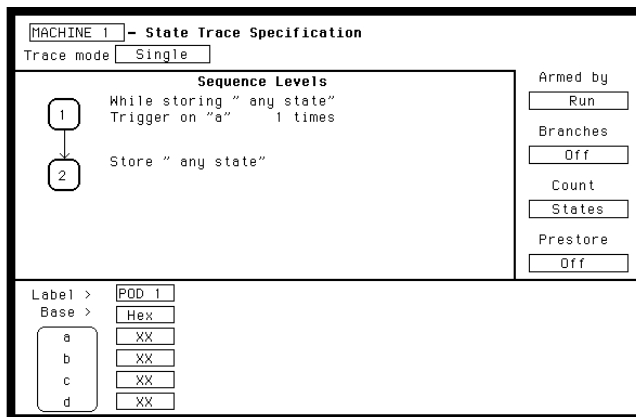 MACHINE 1 - State Trace Specification
Trace mode Single
Sequence Levels
1
While storing " any state"
Trigger on "a" 1 times
2
Store " any state"
Armed by
Run
Branches
Off
Count
States
Prestore
Off
Label > POD 1
Base > Hex
a XX
b XX
c XX
d XX